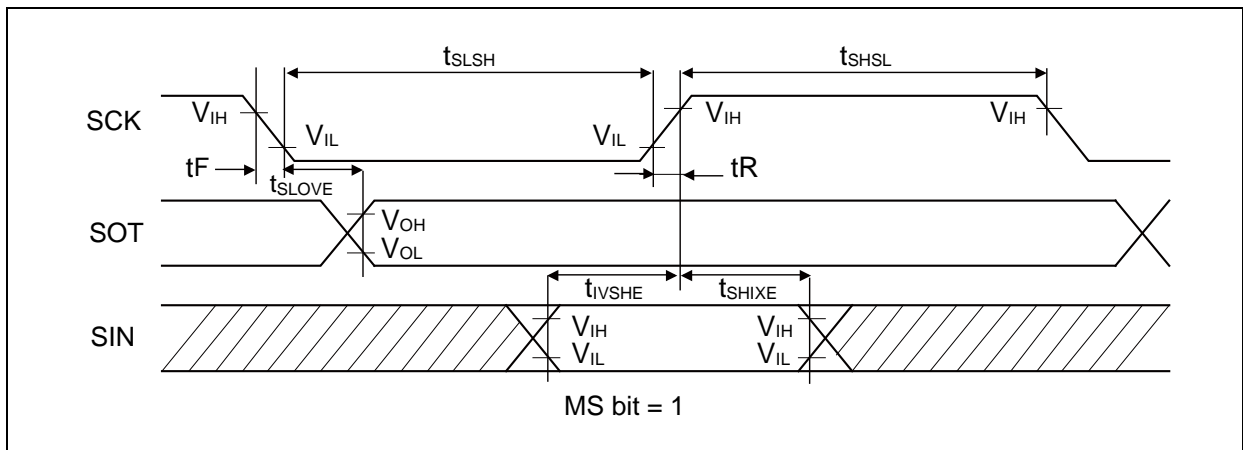 tSLSH
tSHSL
SCK
VIH
VIL
VIL
VIH
VIH
tF
tSLOVE
tR
SOT
VOH
VOL
tIVSHE
tSHIXE
SIN
VIH
VIL
VIH
VIL
MS bit = 1